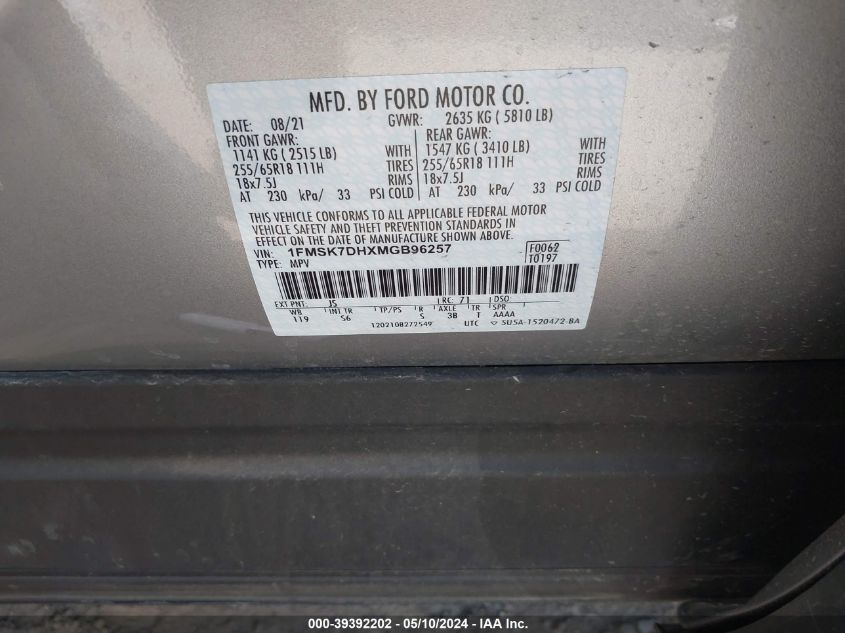 MFD. BY FORD MOTOR CO.
DATE: 08/21 GVWR: 2635 KG ( 5810 LB)
FRONT GAWR: REAR GAWR:
1141 KG ( 2515 LB) WITH 1547 KG ( 3410 LB) WITH
255/65R18 111H TIRES 255/65R18 111H TIRES
18x7.5J RIMS 18x7.5J RIMS
AT 230 kPa/ 33 PSI COLD AT 230 kPa/ 33 PSI COLD
THIS VEHICLE CONFORMS TO ALL APPLICABLE FEDERAL MOTOR
VEHICLE SAFETY AND THEFT PREVENTION STANDARDS IN
EFFECT ON THE DATE OF MANUFACTURE SHOWN ABOVE.
VIN: 1FMSK7DHXMGB96257 F0062
TYPE: MPV T0197
EXT PNT: JS RC: 71 DSO:
WB INT TR TP/PS R AXLE TR SPR
119 S6 S 3B T AAAA
1202108272549 UTC 5U5A-1520472-BA
000-39392202 - 05/10/2024 - IAA Inc.